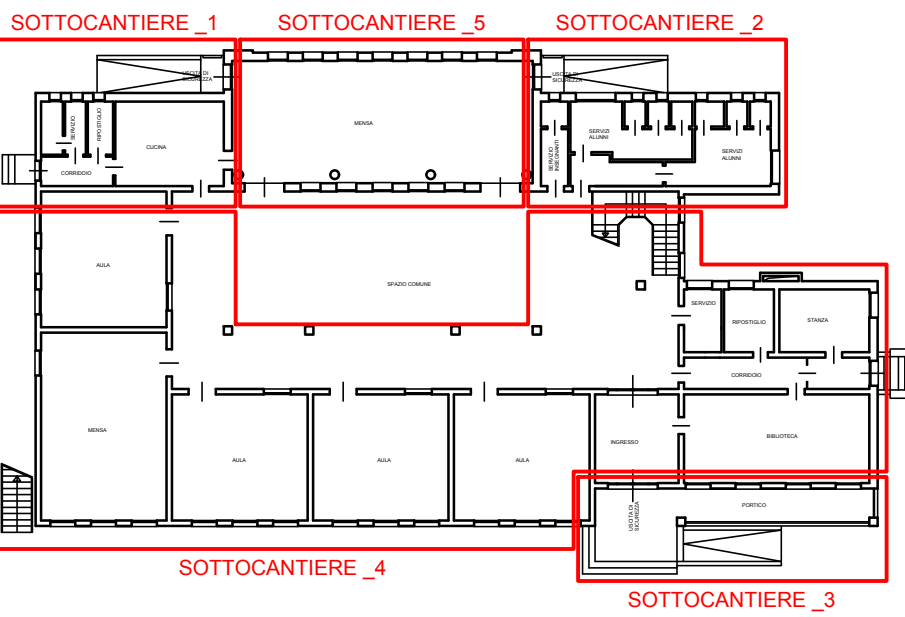 SOTTOCANTIERE _1
SOTTOCANTIERE _5
SOTTOCANTIERE _2
USCITA DI
SICUREZZA
USCITA DI
SICUREZZA
SERVIZIO
RIPOSTIGLIO
CUCINA
CORRIDOIO
MENSA
SERVIZIO
INSEGNANTI
SERVIZI
ALUNNI
SERVIZI
ALUNNI
AULA
SPAZIO COMUNE
SERVIZIO
RIPOSTIGLIO
STANZA
CORRIDOIO
MENSA
AULA
AULA
AULA
INGRESSO
BIBLIOTECA
USCITA DI
SICUREZZA
PORTICO
SOTTOCANTIERE _4
SOTTOCANTIERE _3